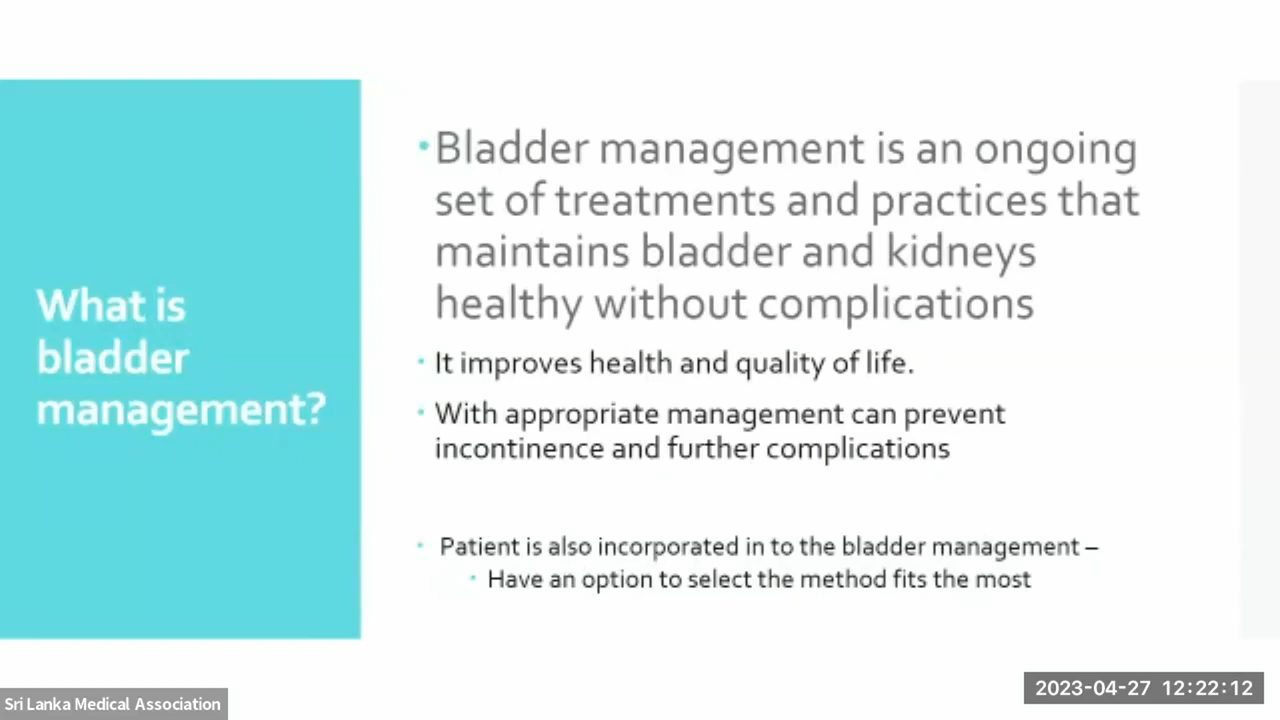 What is
bladder
management?
•Bladder management is an ongoing
set of treatments and practices that
maintains bladder and kidneys
healthy without complications
• It improves health and quality of life.
• With appropriate management can prevent
incontinence and further complications
• Patient is also incorporated in to the bladder management –
• Have an option to select the method fits the most
Sri Lanka Medical Association
2023-04-27 12:22:12